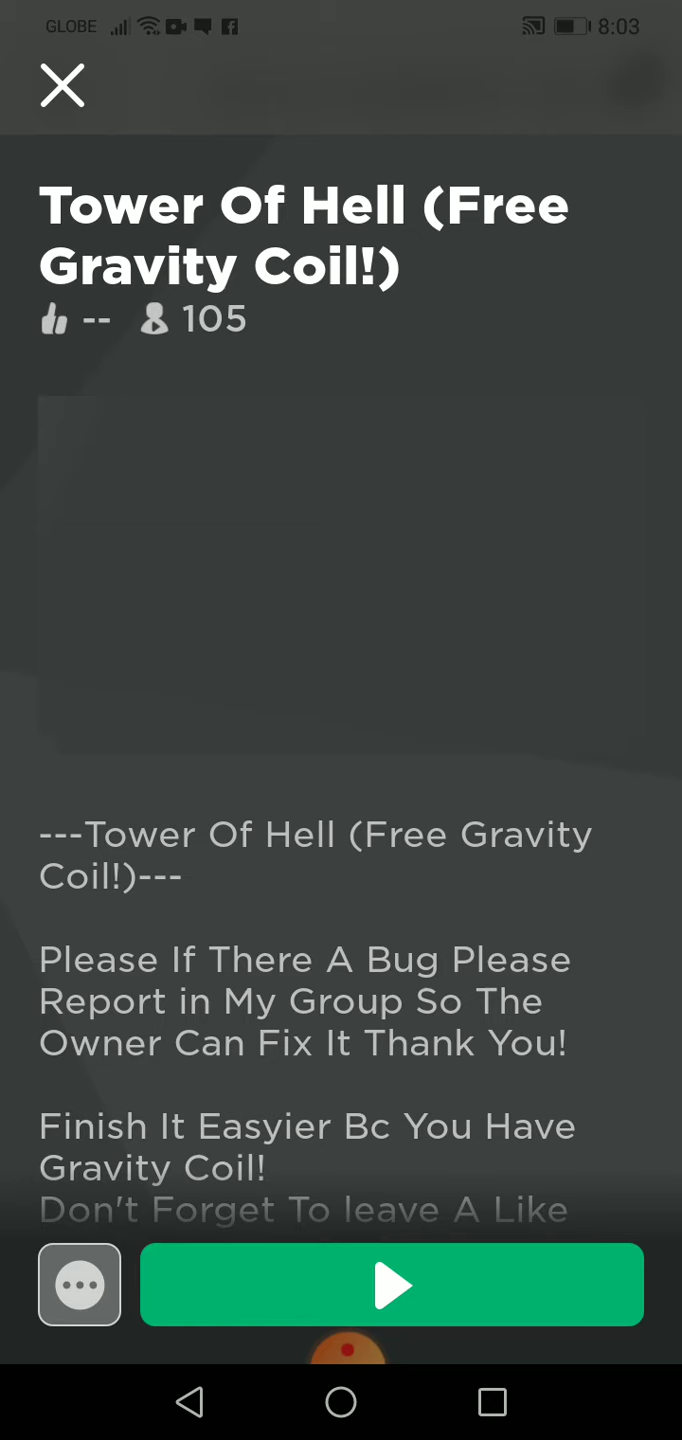 GLOBE 8:03
Tower Of Hell (Free
Gravity Coil!)
-- 105
---Tower Of Hell (Free Gravity
Coil!)---
Please If There A Bug Please
Report in My Group So The
Owner Can Fix It Thank You!
Finish It Easyier Bc You Have
Gravity Coil!
Don't Forget To leave A Like